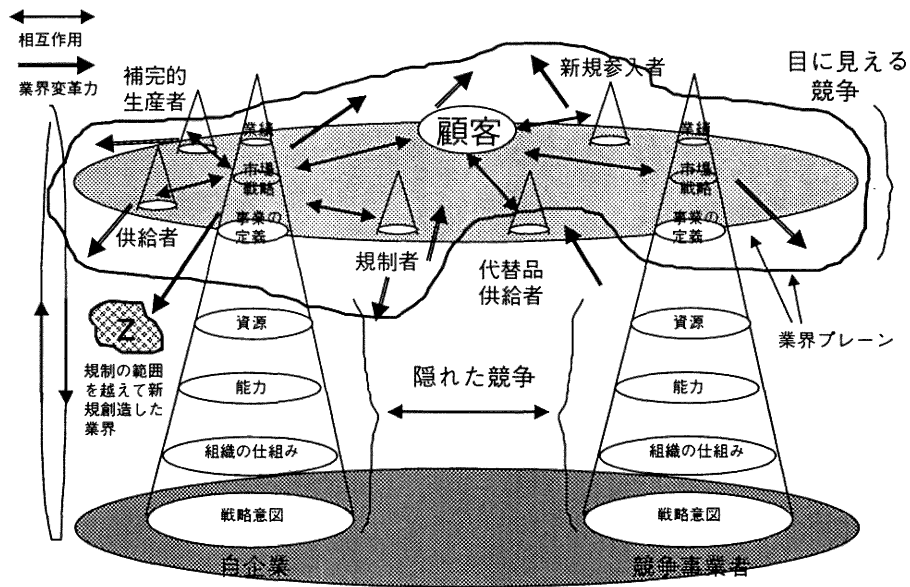 相互作用
業界変革力
補完的
生産者
新規参入者
目に見える
競争
顧客
業績
市場
戦略
事業の
定義
業績
市場
戦略
事業の
定義
供給者
規制者
代替品
供給者
業界プレーン
Z
規制の範囲
を越えて新
規創造した
業界
資源
能力
組織の仕組み
戦略意図
隠れた競争
資源
能力
組織の仕組み
戦略意図
自企業
競争事業者